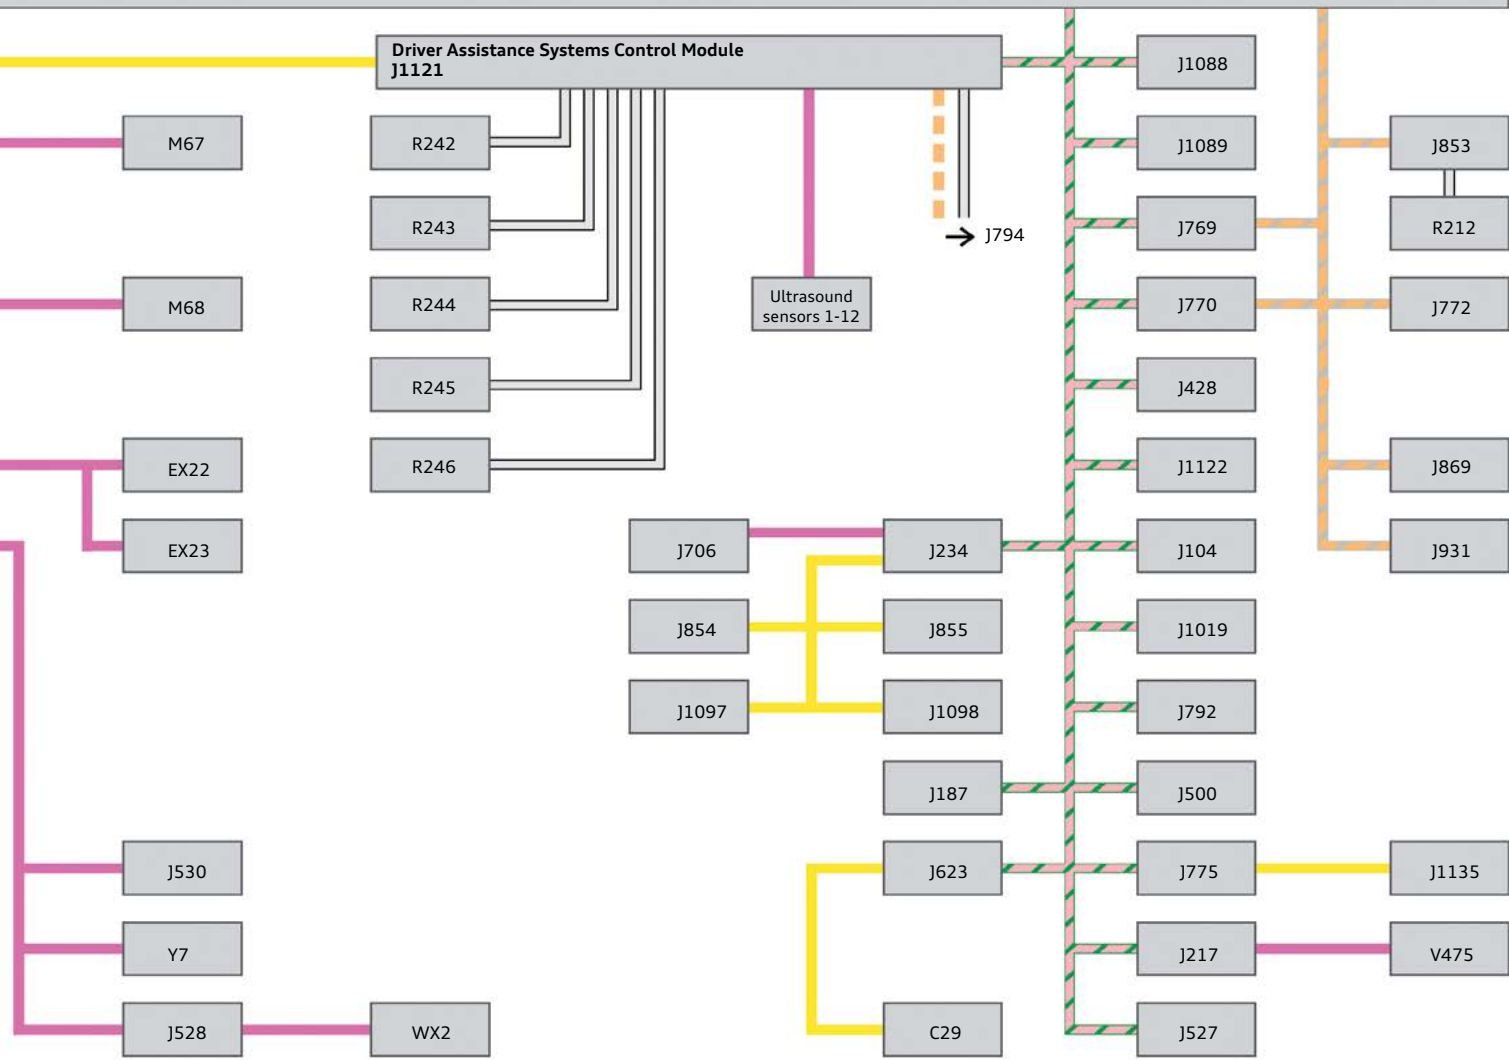 Driver Assistance Systems Control Module
J1121
J1088
M67
R242
J1089
J853
R243
J794
J769
R212
M68
R244
Ultrasound
sensors 1-12
J770
J772
R245
J428
EX22
R246
J1122
J869
EX23
J706
J234
J104
J931
J854
J855
J1019
J1097
J1098
J792
J187
J500
J530
J623
J775
J1135
Y7
J217
V475
J528
WX2
C29
J527